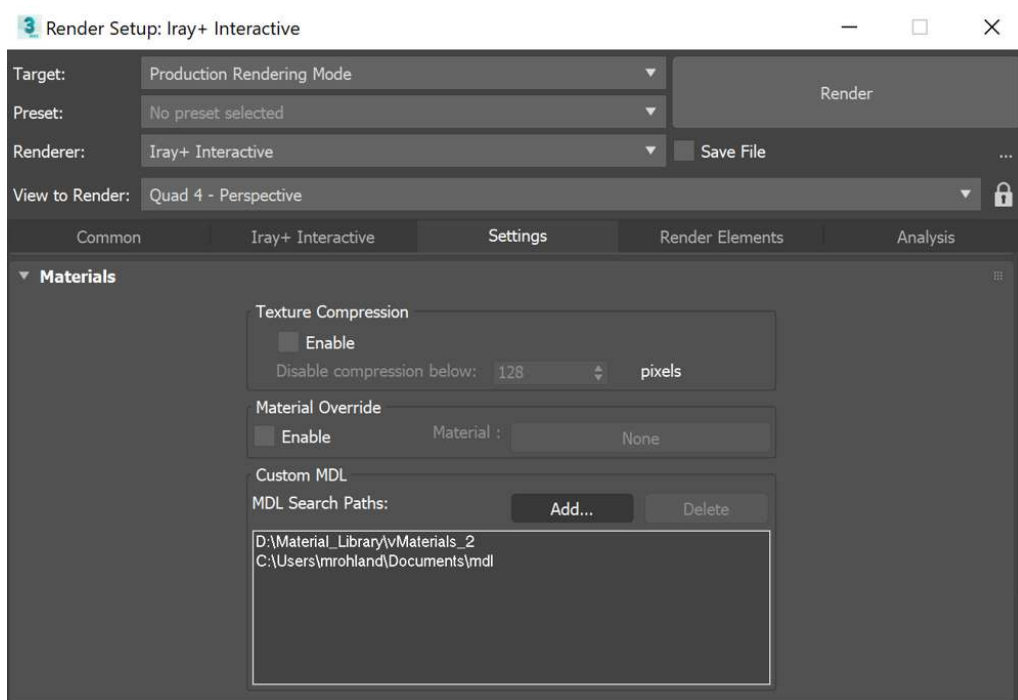 Render Setup: Iray+ Interactive
Target: Production Rendering Mode
Render
Preset: No preset selected
Renderer: Iray+ Interactive Save File ...
View to Render: Quad 4 - Perspective
Common Iray+ Interactive Settings Render Elements Analysis
Materials
Texture Compression
Enable
Disable compression below: 128 pixels
Material Override
Enable Material : None
Custom MDL
MDL Search Paths: Add... Delete
D:\Material_Library\vMaterials_2
C:\Users\mrohland\Documents\mdl